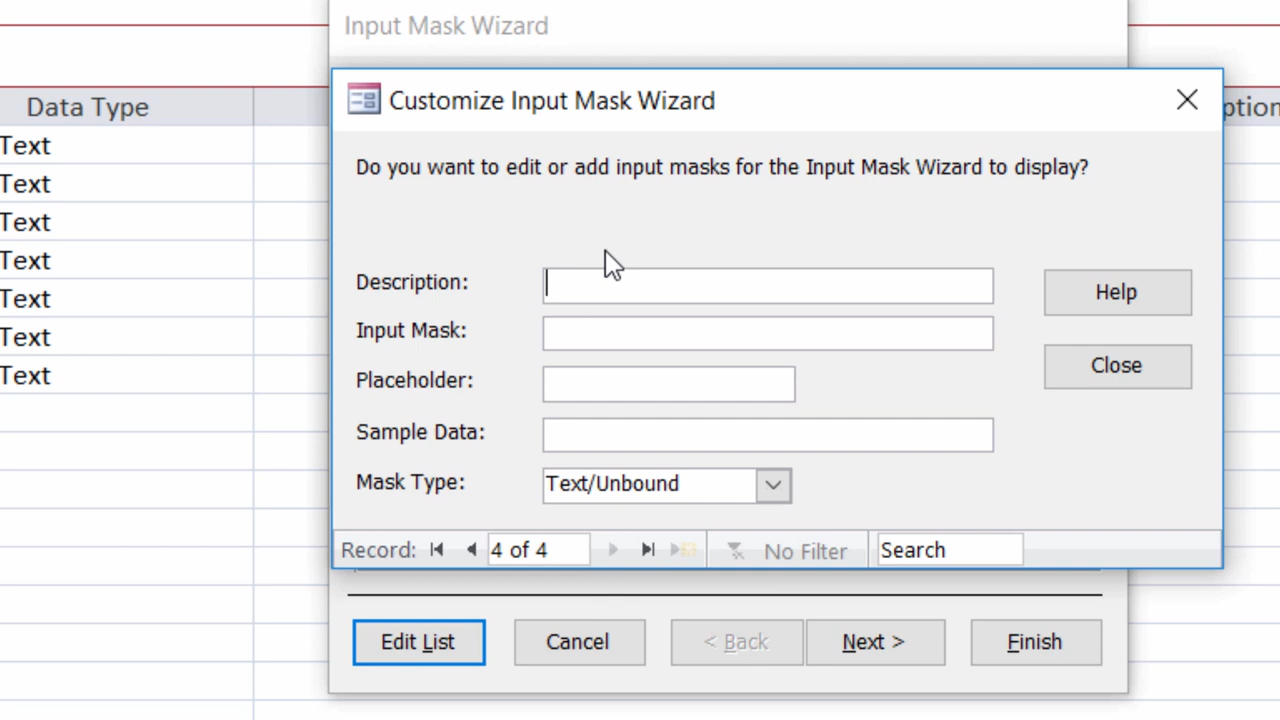 Input Mask Wizard
Customize Input Mask Wizard
Data Type
ption
Do you want to edit or add input masks for the Input Mask Wizard to display?
Text
Text
Text
Text
Text
Text
Text
Description:
Help
Input Mask:
Close
Placeholder:
Sample Data:
Mask Type: Text/Unbound
Record: 4 of 4 No Filter Search
Edit List Cancel < Back Next > Finish